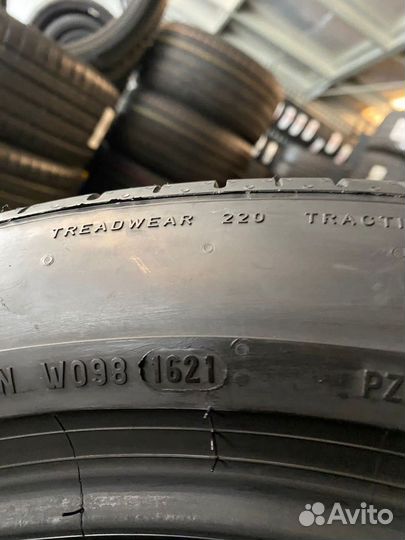 TREADWEAR 220 TRACTI
N W098 1621 PZ
Avito